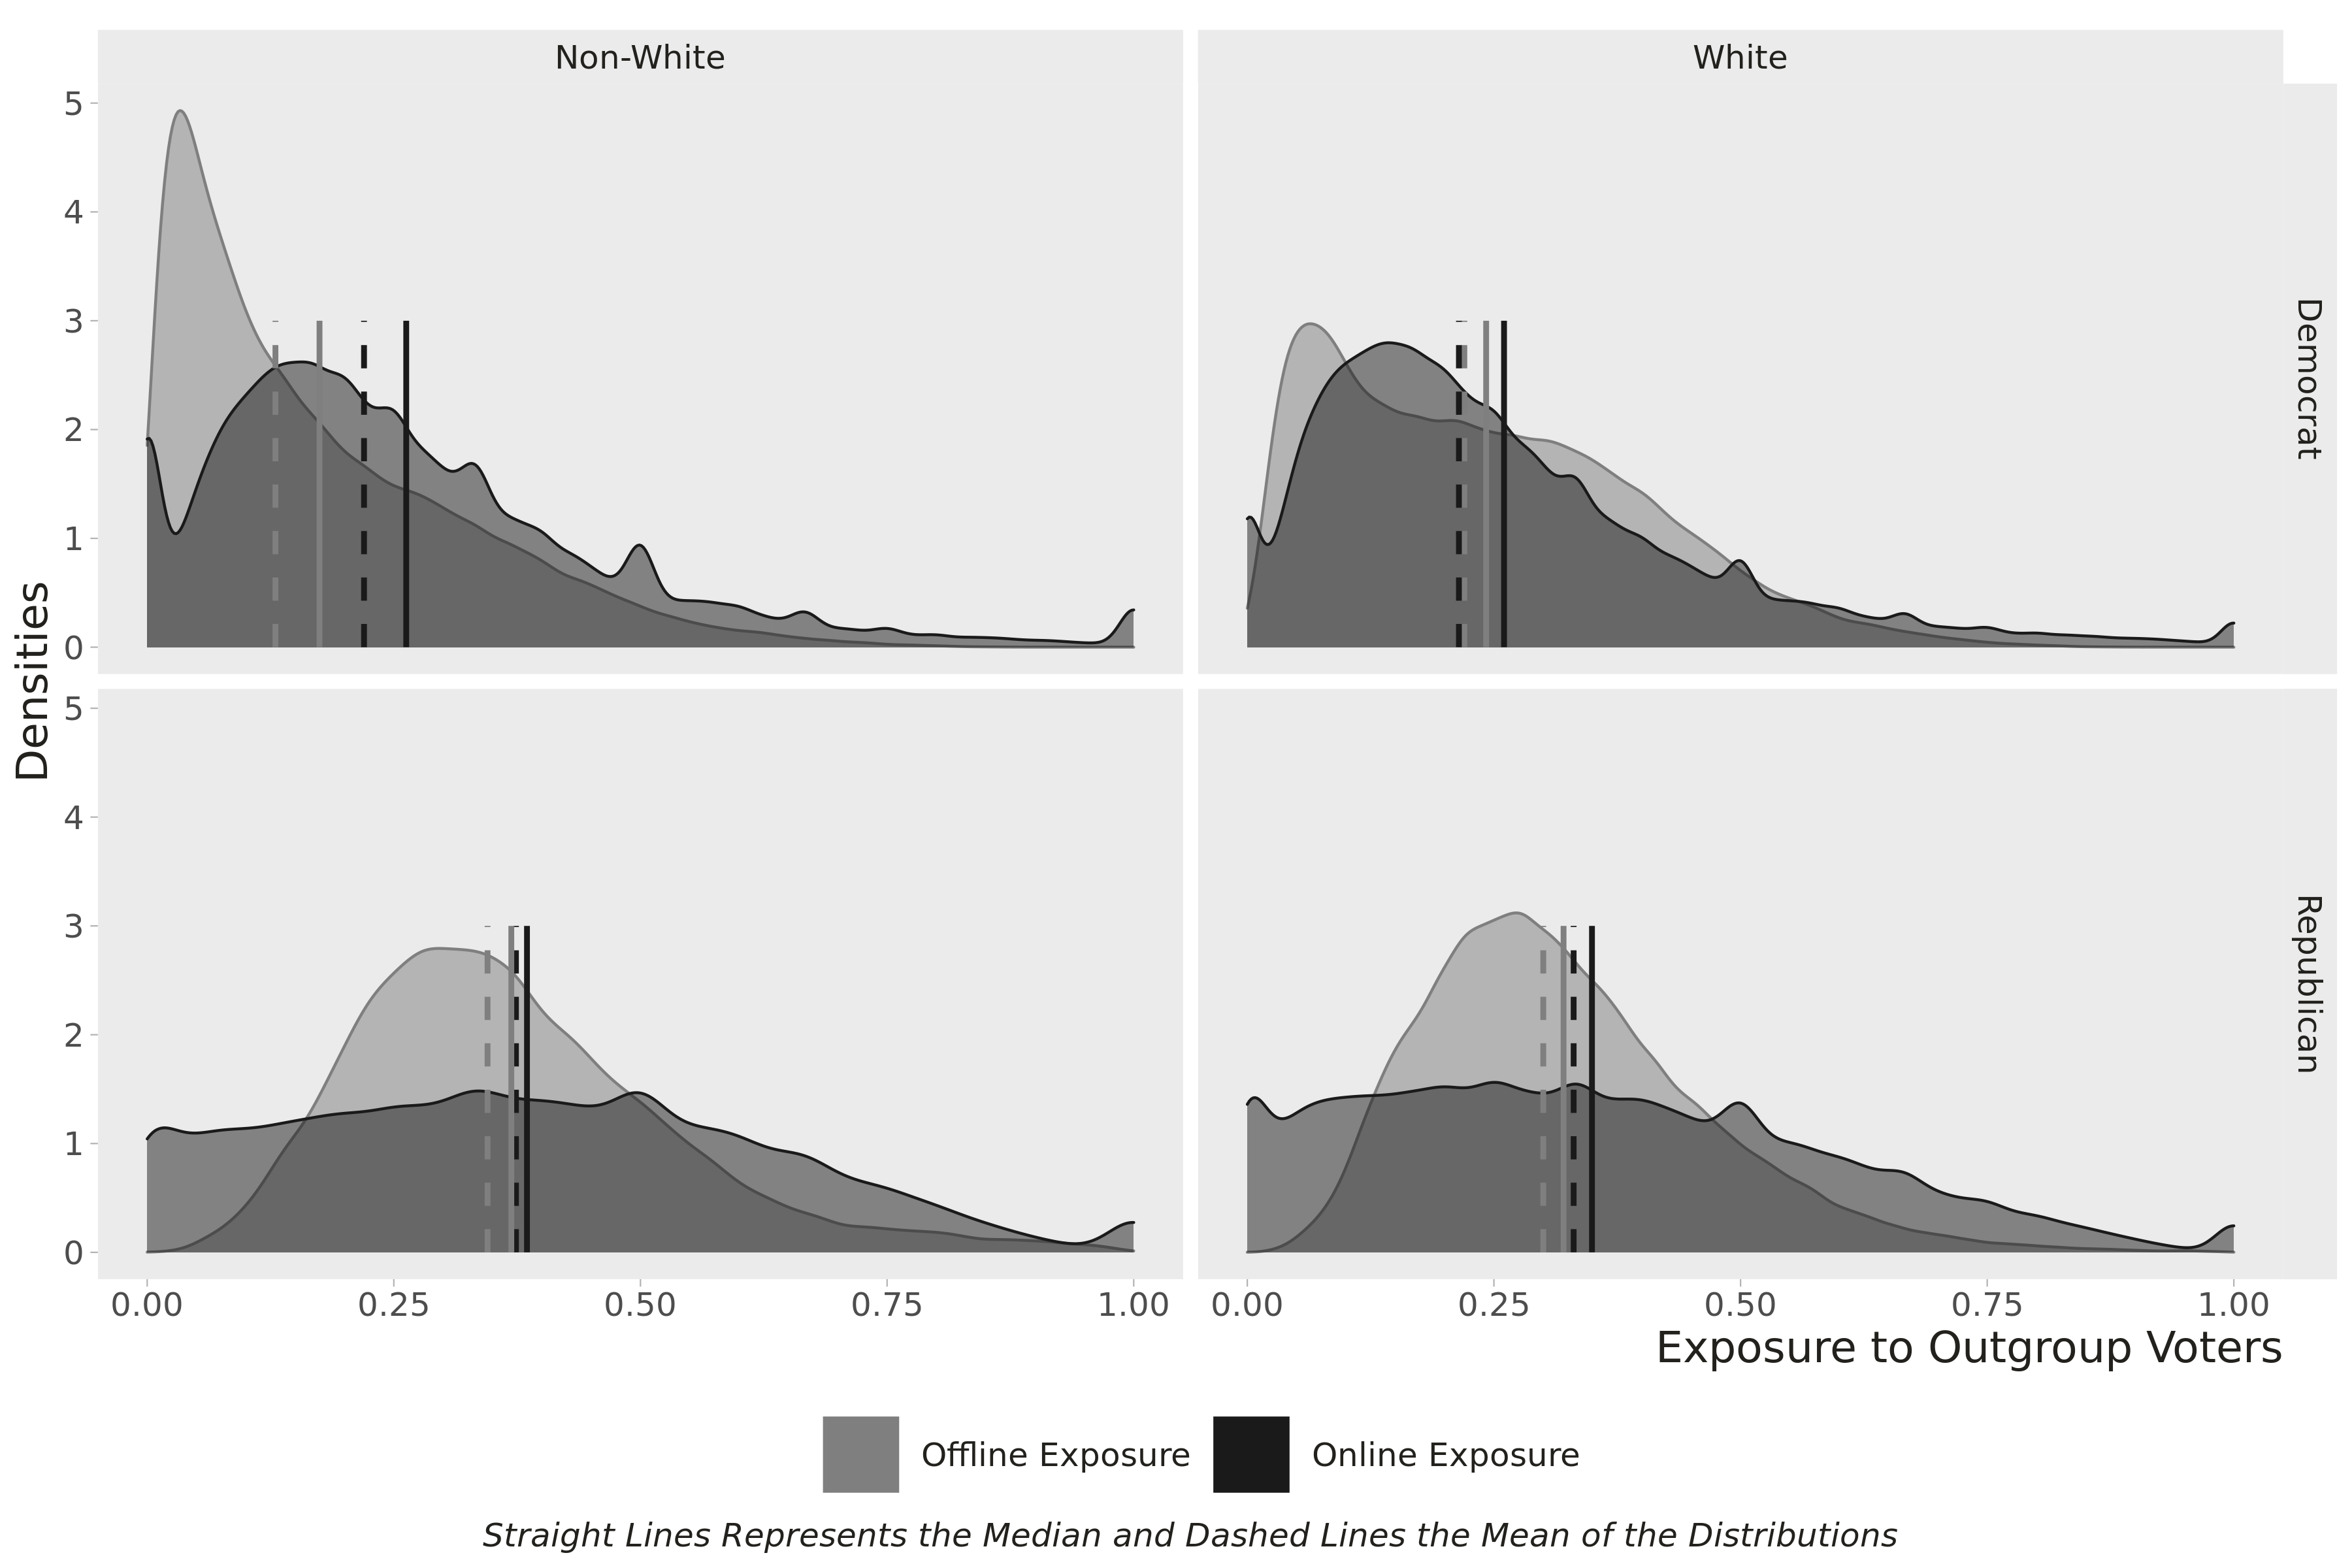 Non-White
White
5
4
3
2
1
0
Democrat
Densities
5
4
3
2
1
0
Republican
0.00 0.25 0.50 0.75 1.00 0.00 0.25 0.50 0.75 1.00
Exposure to Outgroup Voters
Offline Exposure Online Exposure
Straight Lines Represents the Median and Dashed Lines the Mean of the Distributions